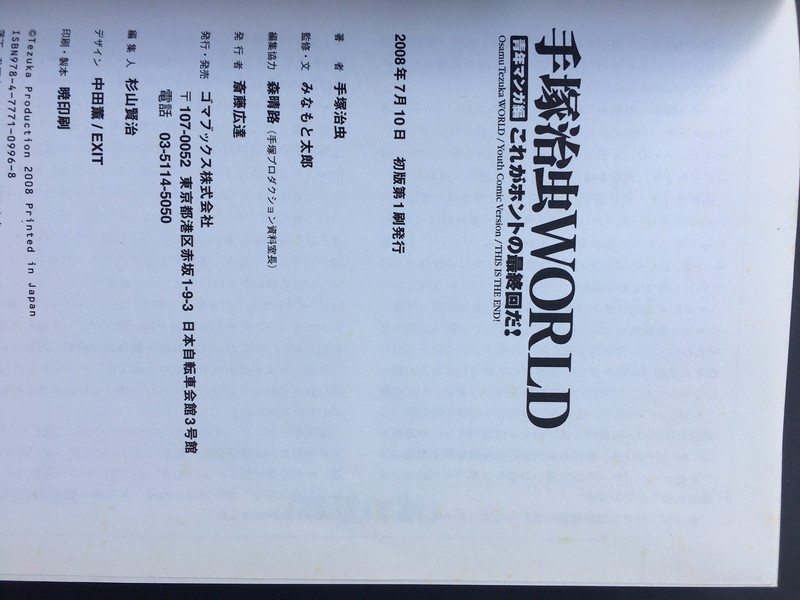 手塚治虫WORLD
青年マンガ編 これがホントの最終回だ!
Osamu Tezuka WORLD / Youth Comic Version / THIS IS THE END!
2008年7月10日 初版第1刷発行
著 者 手塚治虫
監修・文 みなもと太郎
編集協力 森晴路(手塚プロダクション資料室長)
発 行 者 斎藤広達
発行・発売 ゴマブックス株式会社
〒107-0052 東京都港区赤坂1-9-3 日本自転車会館3号館
電話 03-5114-5050
編 集 人 杉山賢治
デザイン 中田薫/EXIT
印刷・製本 暁印刷
©Tezuka Production 2008 Printed in Japan
ISBN978-4-7771-0996-8